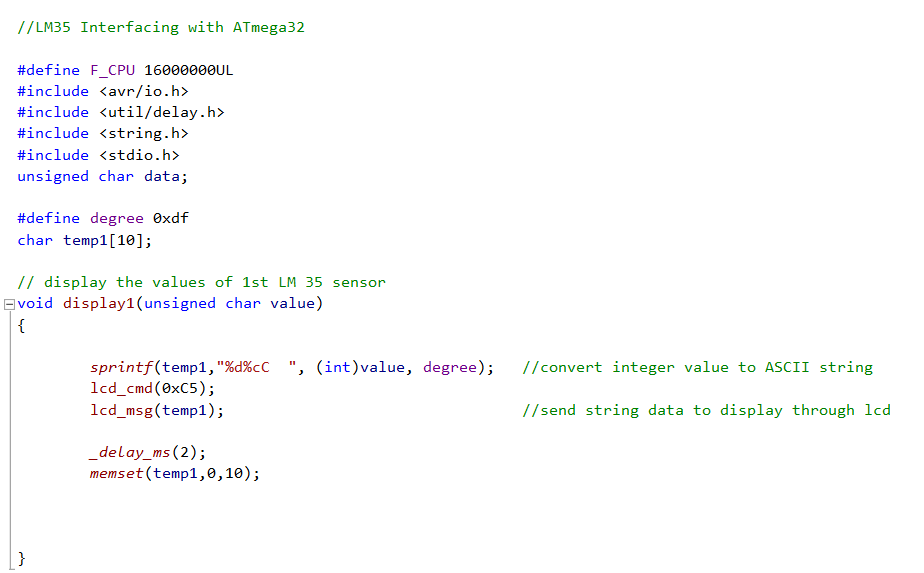 //LM35 Interfacing with ATmega32
#define F_CPU 16000000UL
#include <avr/io.h>
#include <util/delay.h>
#include <string.h>
#include <stdio.h>
unsigned char data;
#define degree 0xdf
char temp1[10];
// display the values of 1st LM 35 sensor
void display1(unsigned char value)
{
sprintf(temp1,"%d%cC  ", (int)value, degree);   //convert integer value to ASCII string
lcd_cmd(0xC5);
lcd_msg(temp1);                                 //send string data to display through lcd
_delay_ms(2);
memset(temp1,0,10);
}